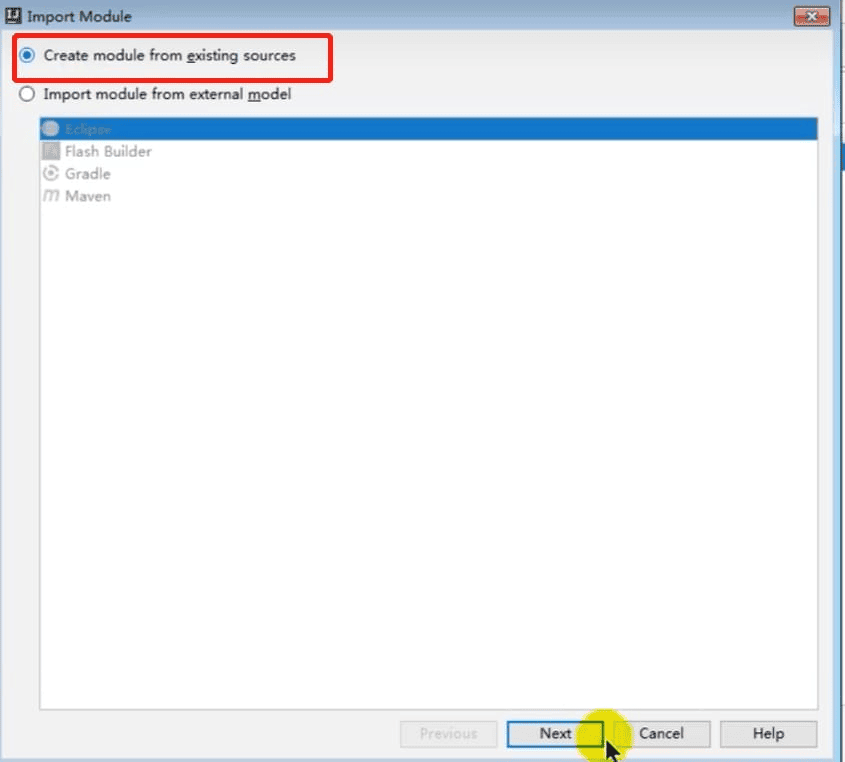 Import Module
Create module from existing sources
Import module from external model
Eclipse
Flash Builder
Gradle
Maven
Previous Next Cancel Help